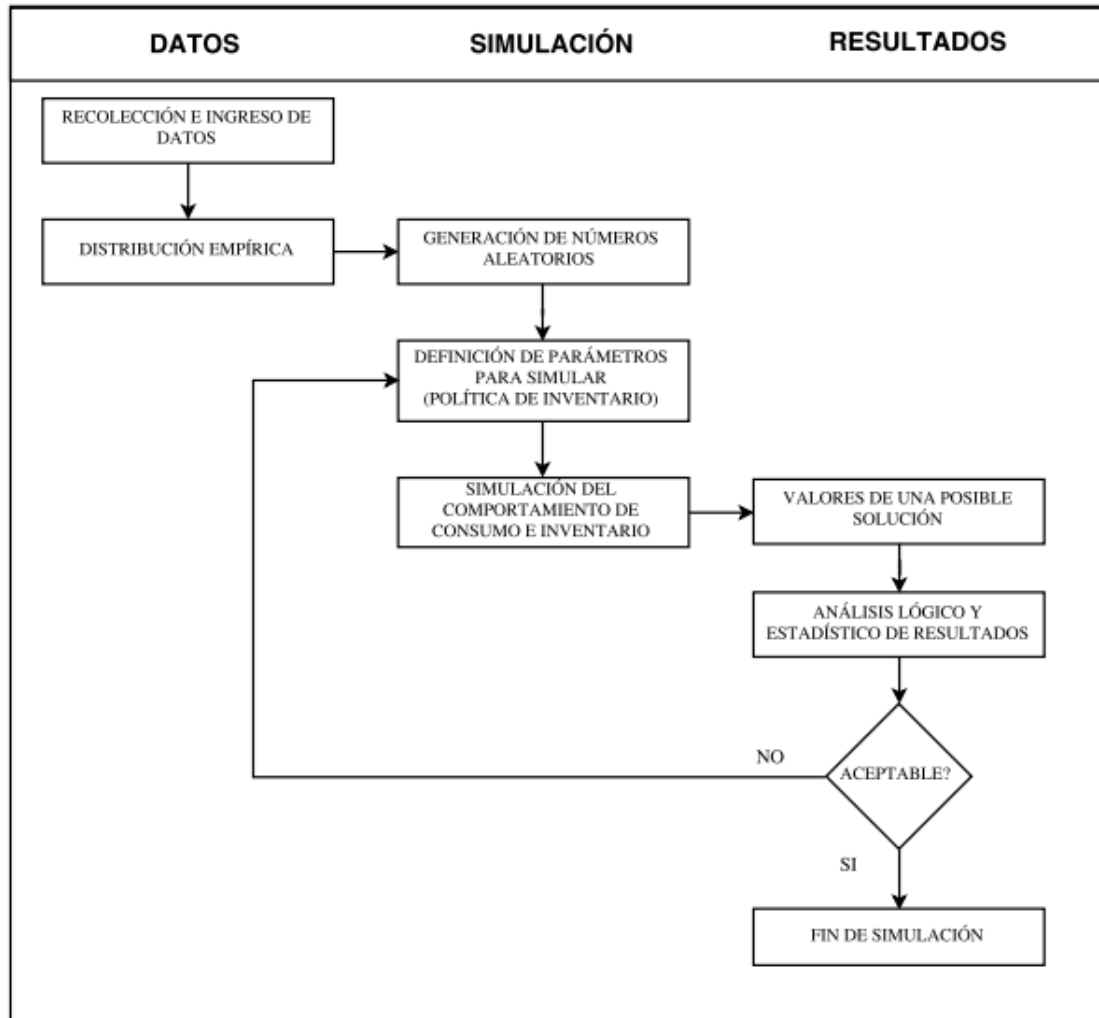 DATOS
SIMULACIÓN
RESULTADOS
RECOLECCIÓN E INGRESO DE
DATOS
DISTRIBUCIÓN EMPÍRICA
GENERACIÓN DE NÚMEROS
ALEATORIOS
DEFINICIÓN DE PARÁMETROS
PARA SIMULAR
(POLÍTICA DE INVENTARIO)
SIMULACIÓN DEL
COMPORTAMIENTO DE
CONSUMO E INVENTARIO
VALORES DE UNA POSIBLE
SOLUCIÓN
ANÁLISIS LÓGICO Y
ESTADÍSTICO DE RESULTADOS
NO
ACEPTABLE?
SI
FIN DE SIMULACIÓN